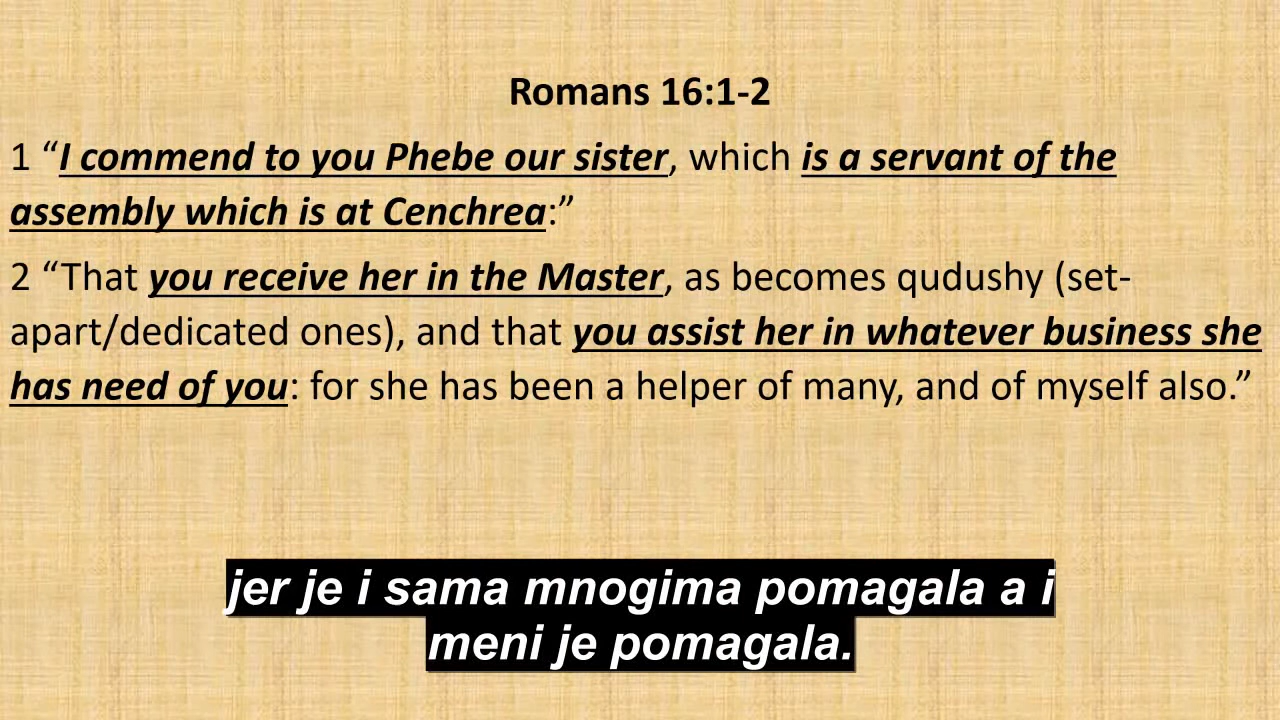 Romans 16:1-2
1 “I commend to you Phebe our sister, which is a servant of the
assembly which is at Cenchrea:”
2 “That you receive her in the Master, as becomes qudushy (set-
apart/dedicated ones), and that you assist her in whatever business she
has need of you: for she has been a helper of many, and of myself also.”
jer je i sama mnogima pomagala a i
meni je pomagala.